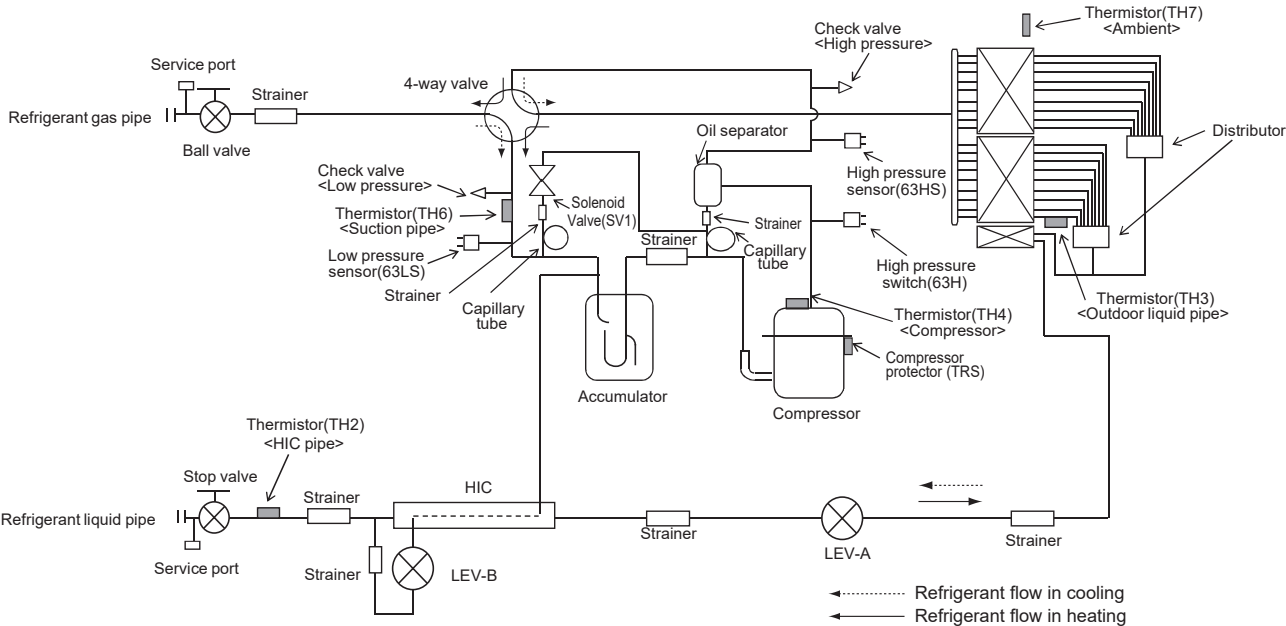 Thermistor(TH7)
<Ambient>
Check valve
<High pressure>
Service port
4-way valve
Strainer
Refrigerant gas pipe
Ball valve
Oil separator
Distributor
Check valve
<Low pressure>
High pressure
sensor(63HS)
Thermistor(TH6)
<Suction pipe>
Solenoid
Valve(SV1)
Strainer
Strainer
Capillary
tube
Low pressure
sensor(63LS)
Strainer
High pressure
switch(63H)
Capillary
tube
Thermistor(TH3)
<Outdoor liquid pipe>
Thermistor(TH4)
<Compressor>
Compressor
protector (TRS)
Accumulator
Compressor
Thermistor(TH2)
<HIC pipe>
Stop valve
Strainer
HIC
Refrigerant liquid pipe
Strainer
LEV-A
Strainer
Service port
Strainer
LEV-B
Refrigerant flow in cooling
Refrigerant flow in heating